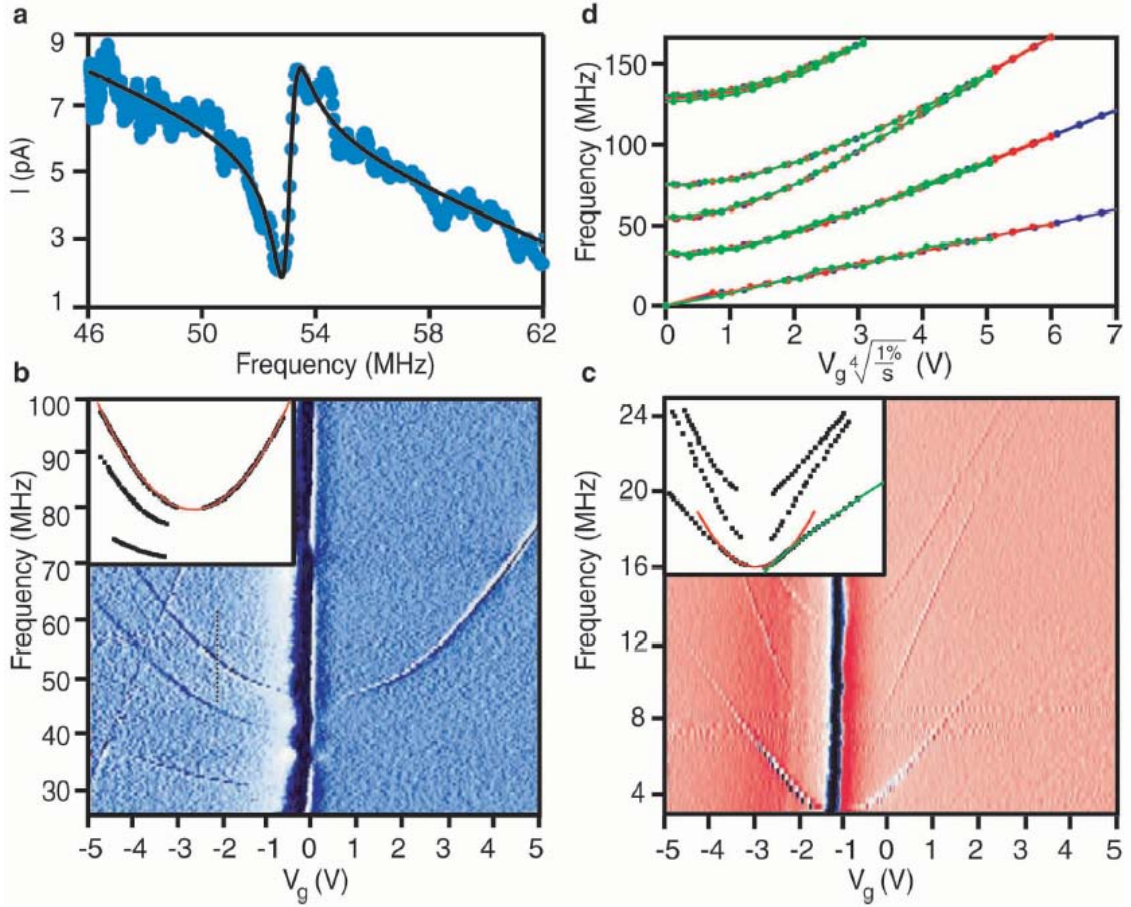 a
9
7
5
3
1
I (pA)
46 50 54 58 62
Frequency (MHz)
d
150
100
50
0
Frequency (MHz)
0 1 2 3 4 5 6 7
V_g ∜(1%/s) (V)
b
100
90
80
70
60
50
40
30
Frequency (MHz)
-5 -4 -3 -2 -1 0 1 2 3 4 5
V_g (V)
c
24
20
16
12
8
4
Frequency (MHz)
-5 -4 -3 -2 -1 0 1 2 3 4 5
V_g (V)